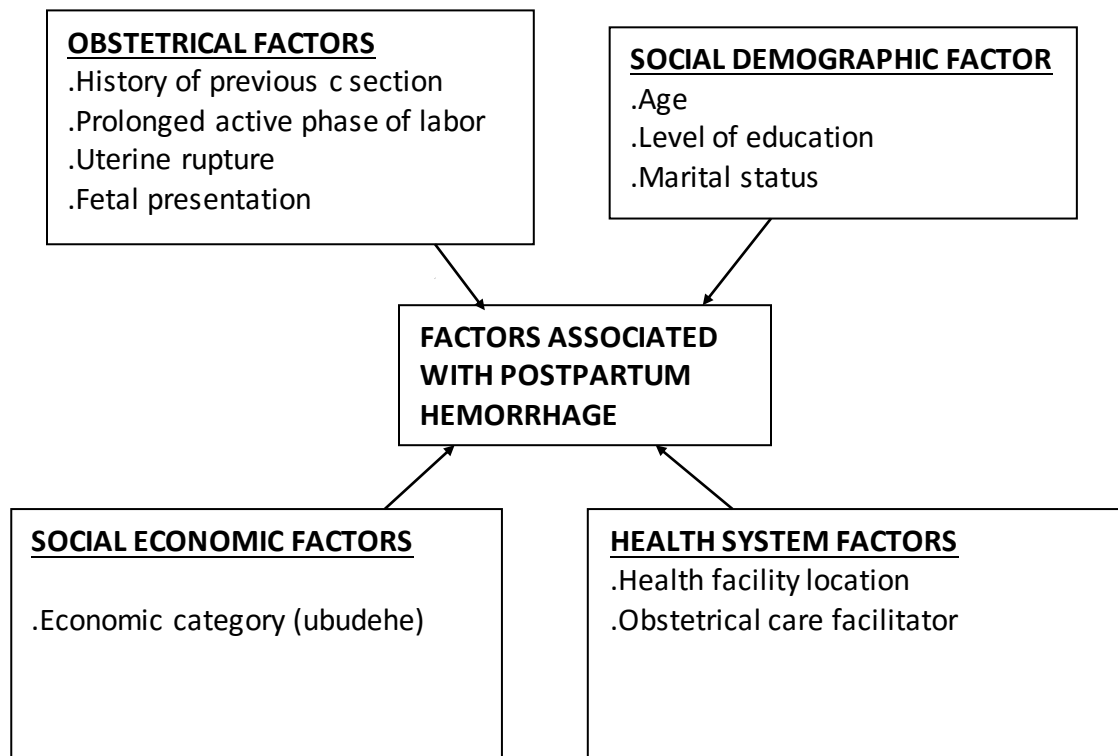 OBSTETRICAL FACTORS
.History of previous c section
.Prolonged active phase of labor
.Uterine rupture
.Fetal presentation
SOCIAL DEMOGRAPHIC FACTOR
.Age
.Level of education
.Marital status
FACTORS ASSOCIATED
WITH POSTPARTUM
HEMORRHAGE
SOCIAL ECONOMIC FACTORS
.Economic category (ubudehe)
HEALTH SYSTEM FACTORS
.Health facility location
.Obstetrical care facilitator